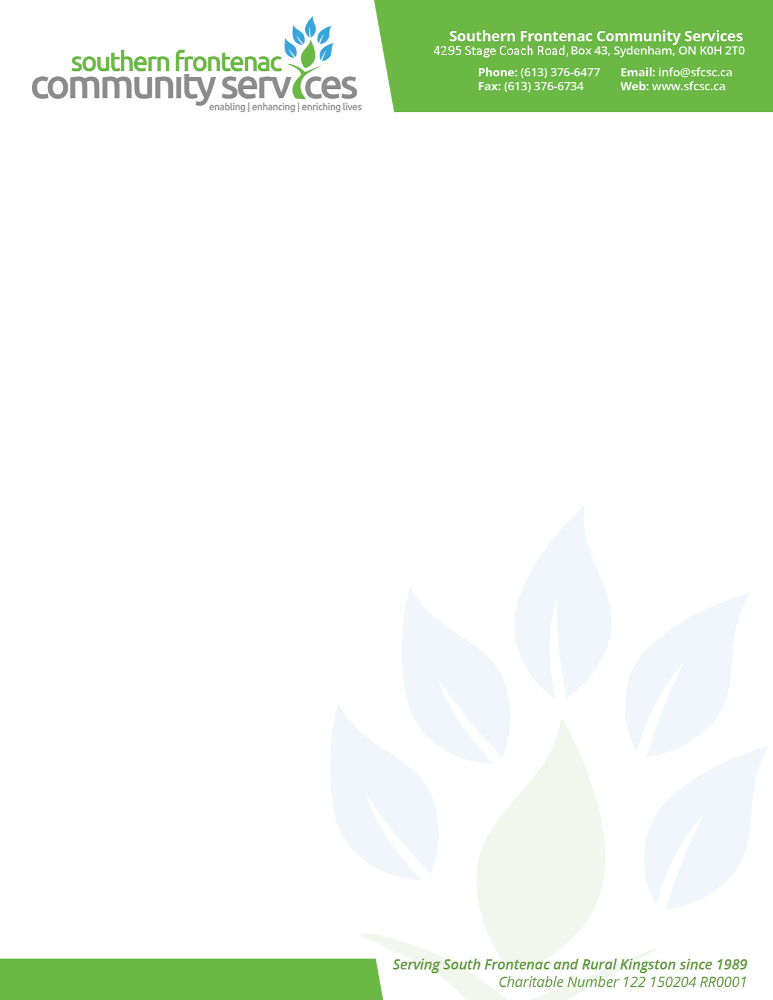 southern frontenac
community services
enabling | enhancing | enriching lives
Southern Frontenac Community Services
4295 Stage Coach Road, Box 43, Sydenham, ON K0H 2T0
Phone: (613) 376-6477 Email: info@sfcsc.ca
Fax: (613) 376-6734 Web: www.sfcsc.ca
Serving South Frontenac and Rural Kingston since 1989
Charitable Number 122 150204 RR0001